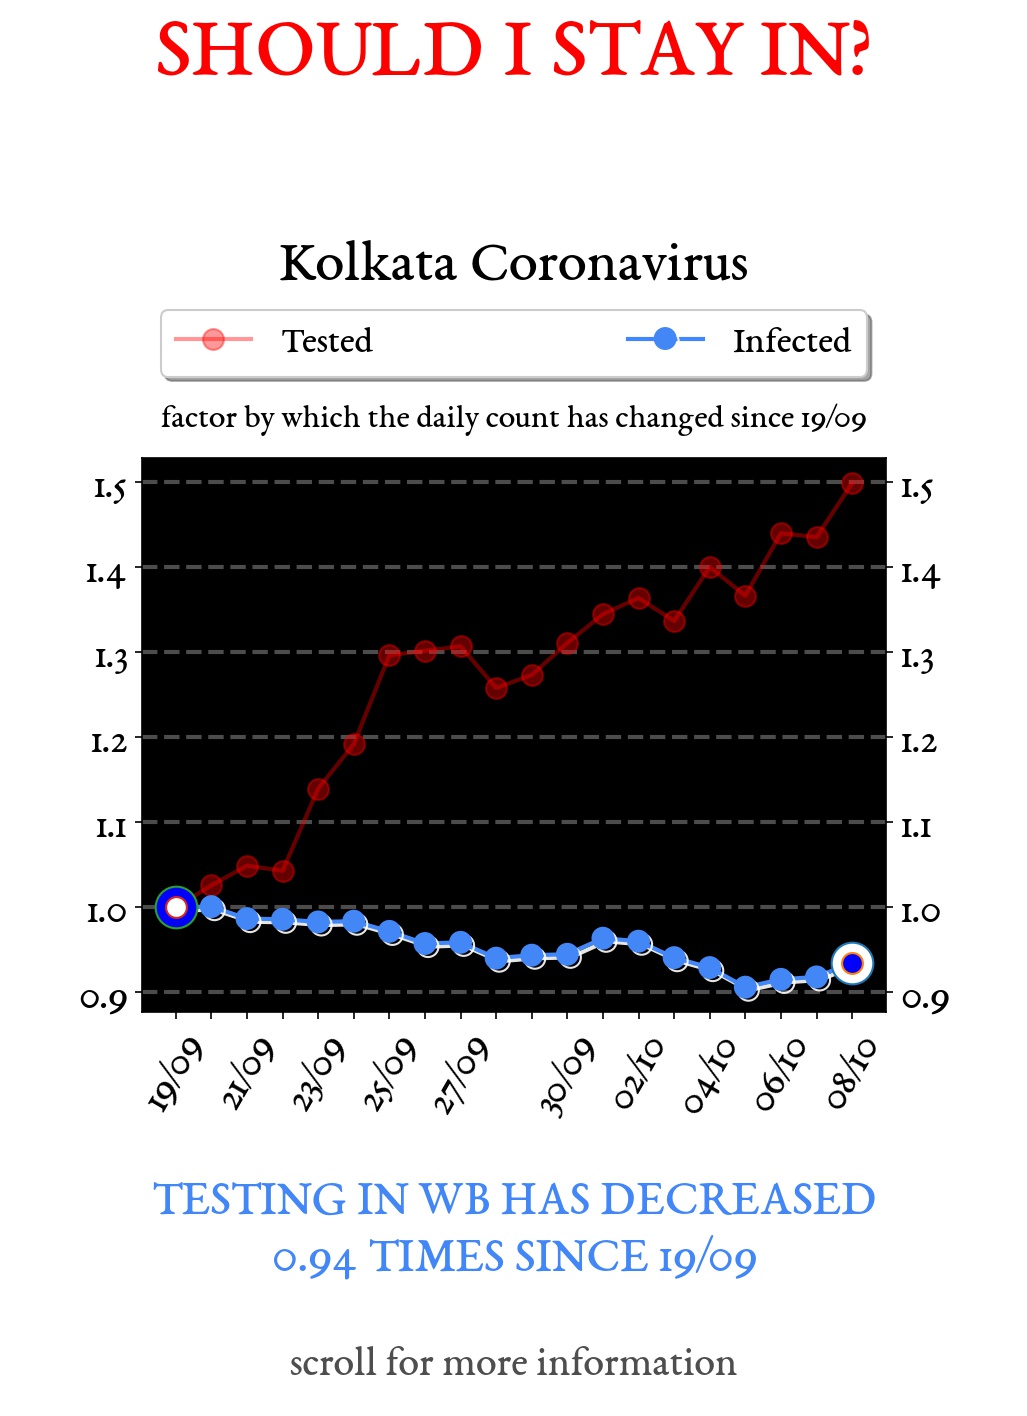 SHOULD I STAY IN?
Kolkata Coronavirus
Tested Infected
factor by which the daily count has changed since 19/09
1.5 1.5
1.4 1.4
1.3 1.3
1.2 1.2
1.1 1.1
1.0 1.0
0.9 0.9
19/09 21/09 23/09 25/09 27/09 30/09 02/10 04/10 06/10 08/10
TESTING IN WB HAS DECREASED
0.94 TIMES SINCE 19/09
scroll for more information